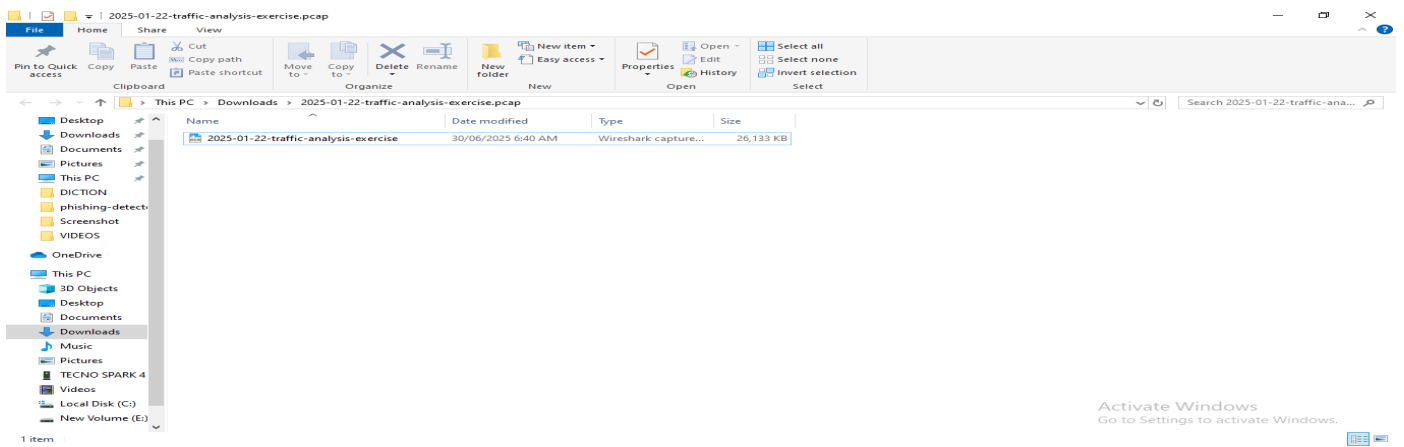 2025-01-22-traffic-analysis-exercise.pcap
File Home Share View
Pin to Quick access
Copy
Paste
Cut
Copy path
Paste shortcut
Move to
Copy to
Delete
Rename
New folder
New item
Easy access
Properties
Open
Edit
History
Select all
Select none
Invert selection
Clipboard Organize New Open Select
This PC > Downloads > 2025-01-22-traffic-analysis-exercise.pcap
Search 2025-01-22-traffic-ana...
Name Date modified Type Size
2025-01-22-traffic-analysis-exercise 30/06/2025 6:40 AM Wireshark capture... 26,133 KB
Desktop
Downloads
Documents
Pictures
This PC
DICTION
phishing-detect
Screenshot
VIDEOS
OneDrive
This PC
3D Objects
Desktop
Documents
Downloads
Music
Pictures
TECNO SPARK 4
Videos
Local Disk (C:)
New Volume (E:)
Activate Windows
Go to Settings to activate Windows.
1 item